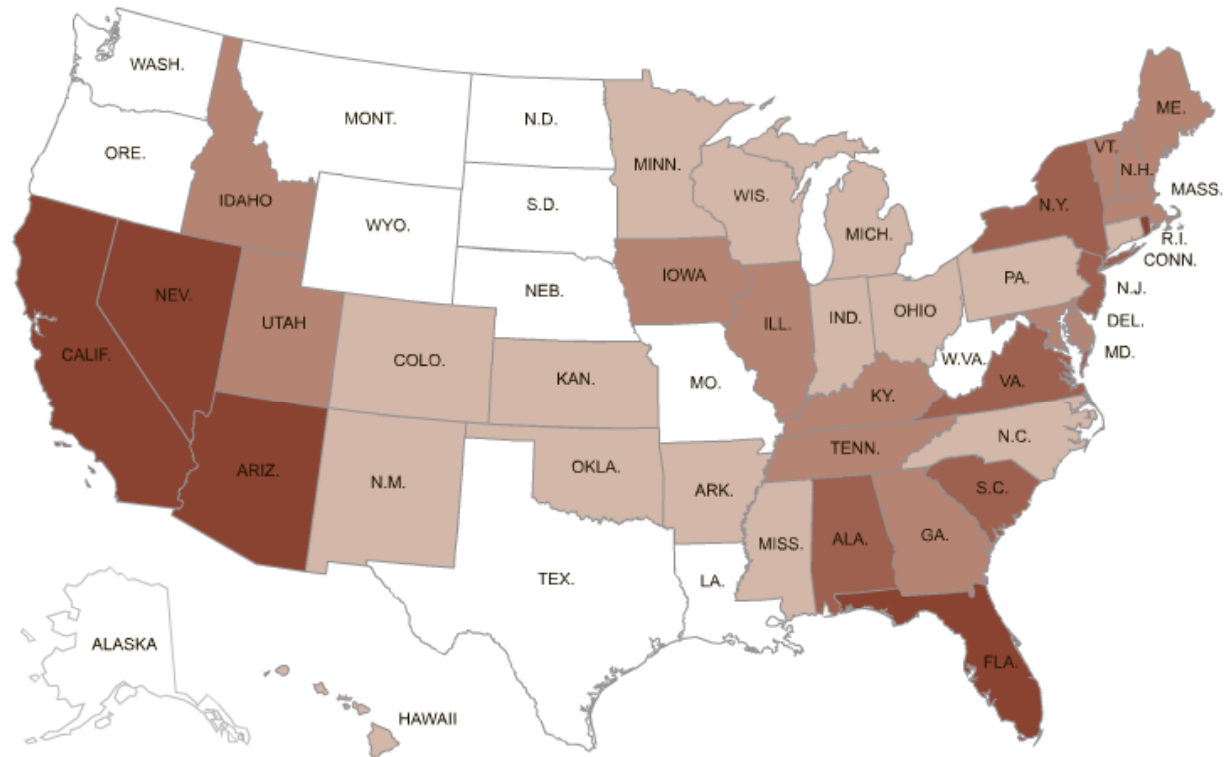 WASH.
ORE.
IDAHO
MONT.
WYO.
N.D.
S.D.
NEB.
MINN.
WIS.
MICH.
IOWA
ILL.
IND.
OHIO
PA.
N.Y.
VT.
N.H.
ME.
MASS.
R.I.
CONN.
N.J.
DEL.
MD.
W.VA.
VA.
CALIF.
NEV.
UTAH
COLO.
KAN.
MO.
KY.
TENN.
N.C.
S.C.
ARIZ.
N.M.
OKLA.
ARK.
MISS.
ALA.
GA.
TEX.
LA.
FLA.
ALASKA
HAWAII